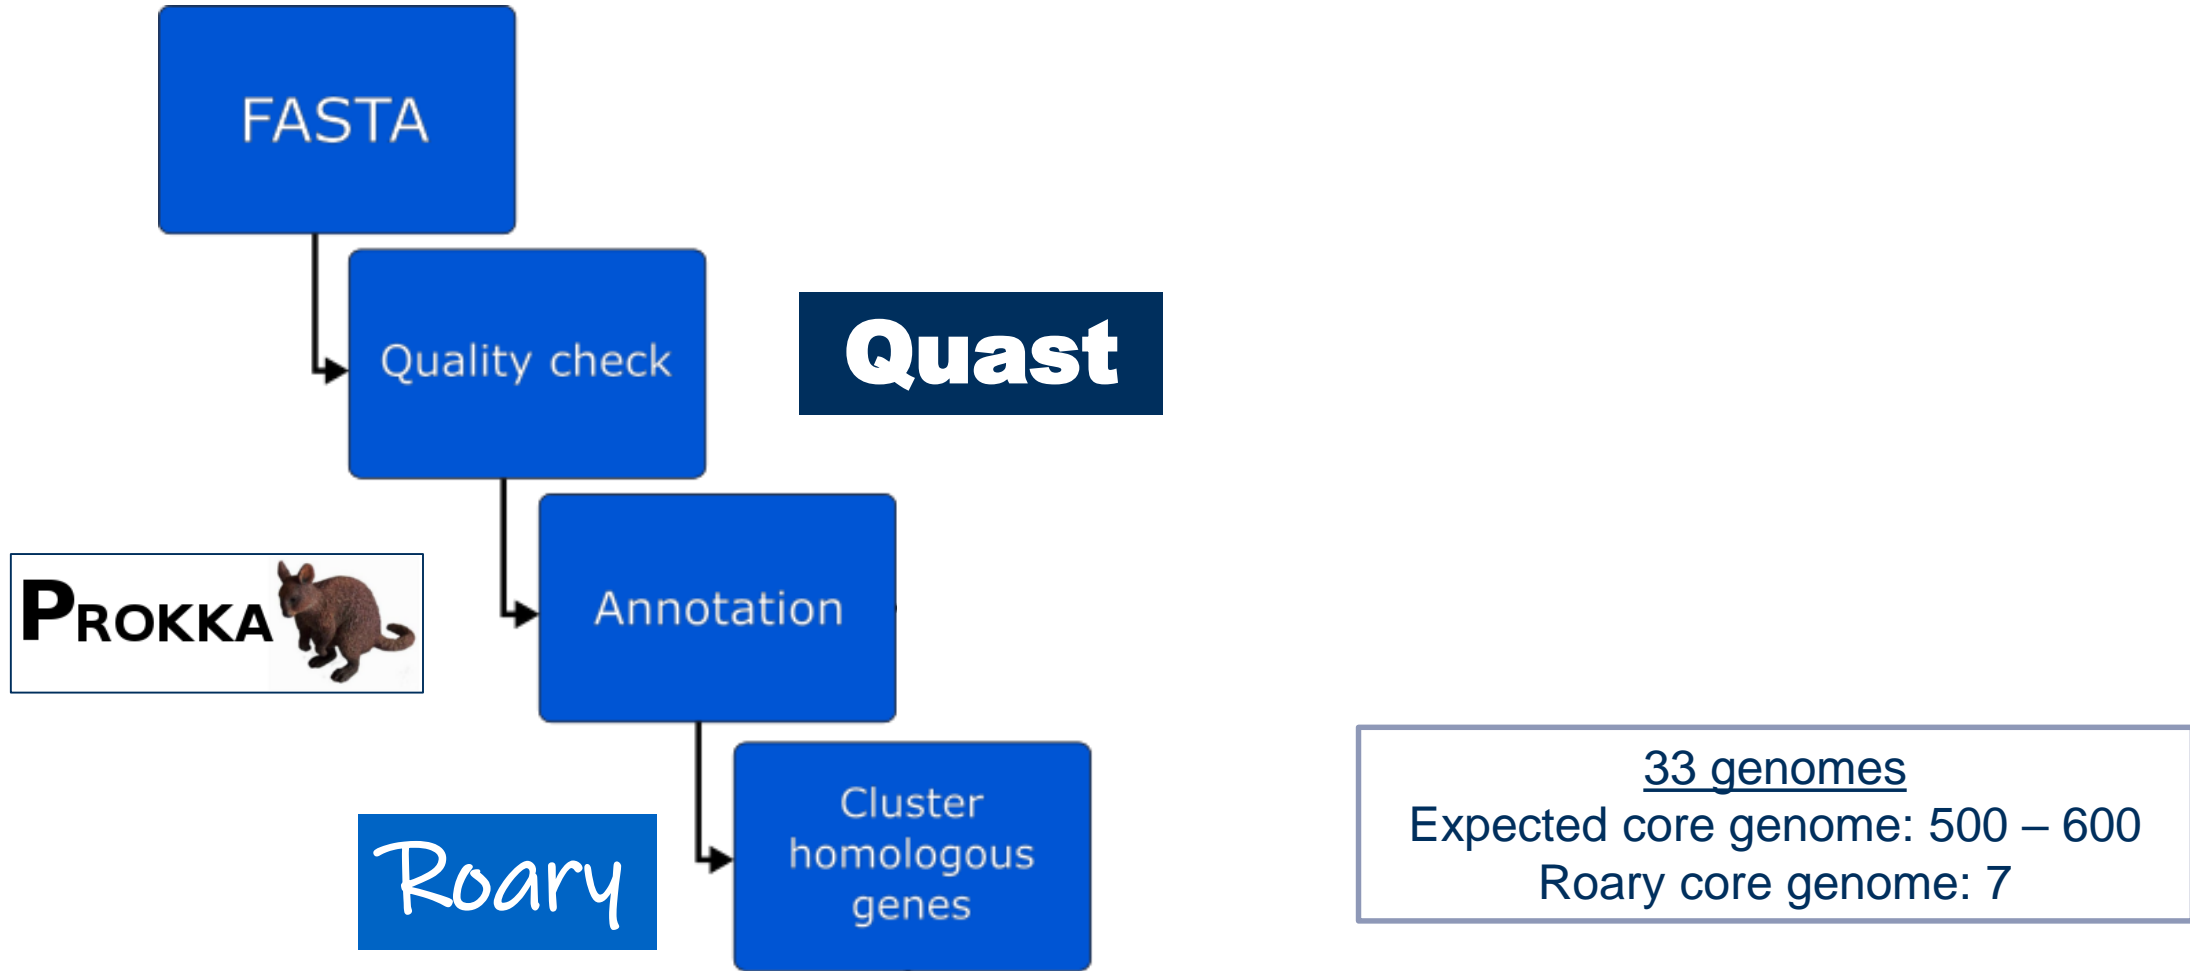 FASTA
Quality check
Quast
PROKKA
Annotation
Roary
Cluster
homologous
genes
33 genomes
Expected core genome: 500 – 600
Roary core genome: 7